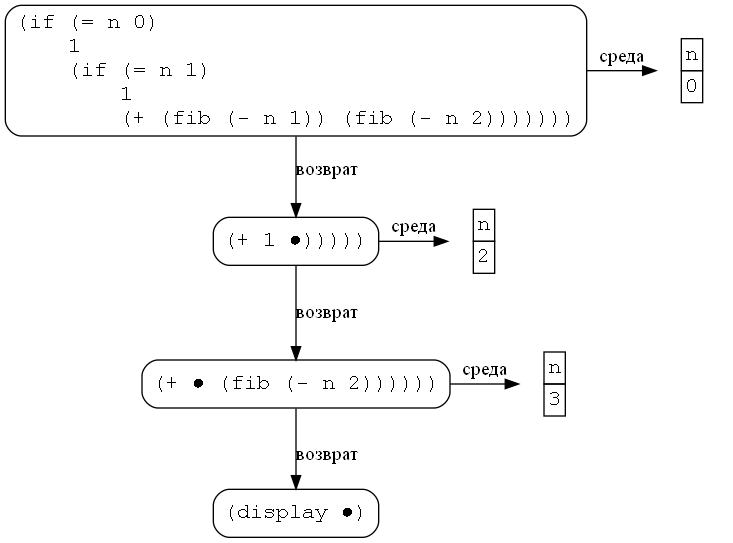 (if (= n 0)
1
(if (= n 1)
1
(+ (fib (- n 1)) (fib (- n 2)))))))
среда
n
0
возврат
(+ 1 ●)))))
среда
n
2
возврат
(+ ● (fib (- n 2))))))
среда
n
3
возврат
(display ●)